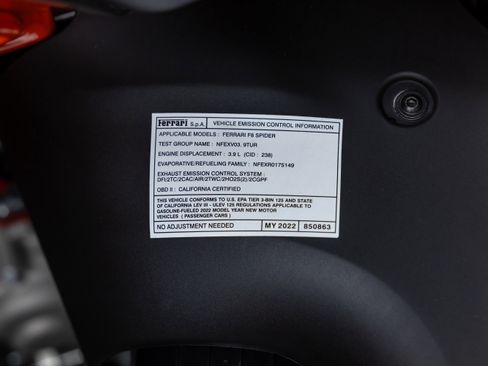 Ferrari S.p.A. VEHICLE EMISSION CONTROL INFORMATION
APPLICABLE MODELS : FERRARI F8 SPIDER
TEST GROUP NAME : NFEXV03. 9TUR
ENGINE DISPLACEMENT : 3.9 L (CID : 238)
EVAPORATIVE/REFUELING FAMILY : NFEXR0175149
EXHAUST EMISSION CONTROL SYSTEM :
DFI/2TC/2CAC/AIR/2TWC/2HO2S(2)/2CGPF
OBD II : CALIFORNIA CERTIFIED
THIS VEHICLE CONFORMS TO U.S. EPA TIER 3-BIN 125 AND STATE
OF CALIFORNIA LEV III - ULEV 125 REGULATIONS APPLICABLE TO
GASOLINE-FUELED 2022 MODEL YEAR NEW MOTOR
VEHICLES ( PASSENGER CARS )
NO ADJUSTMENT NEEDED MY 2022 850863